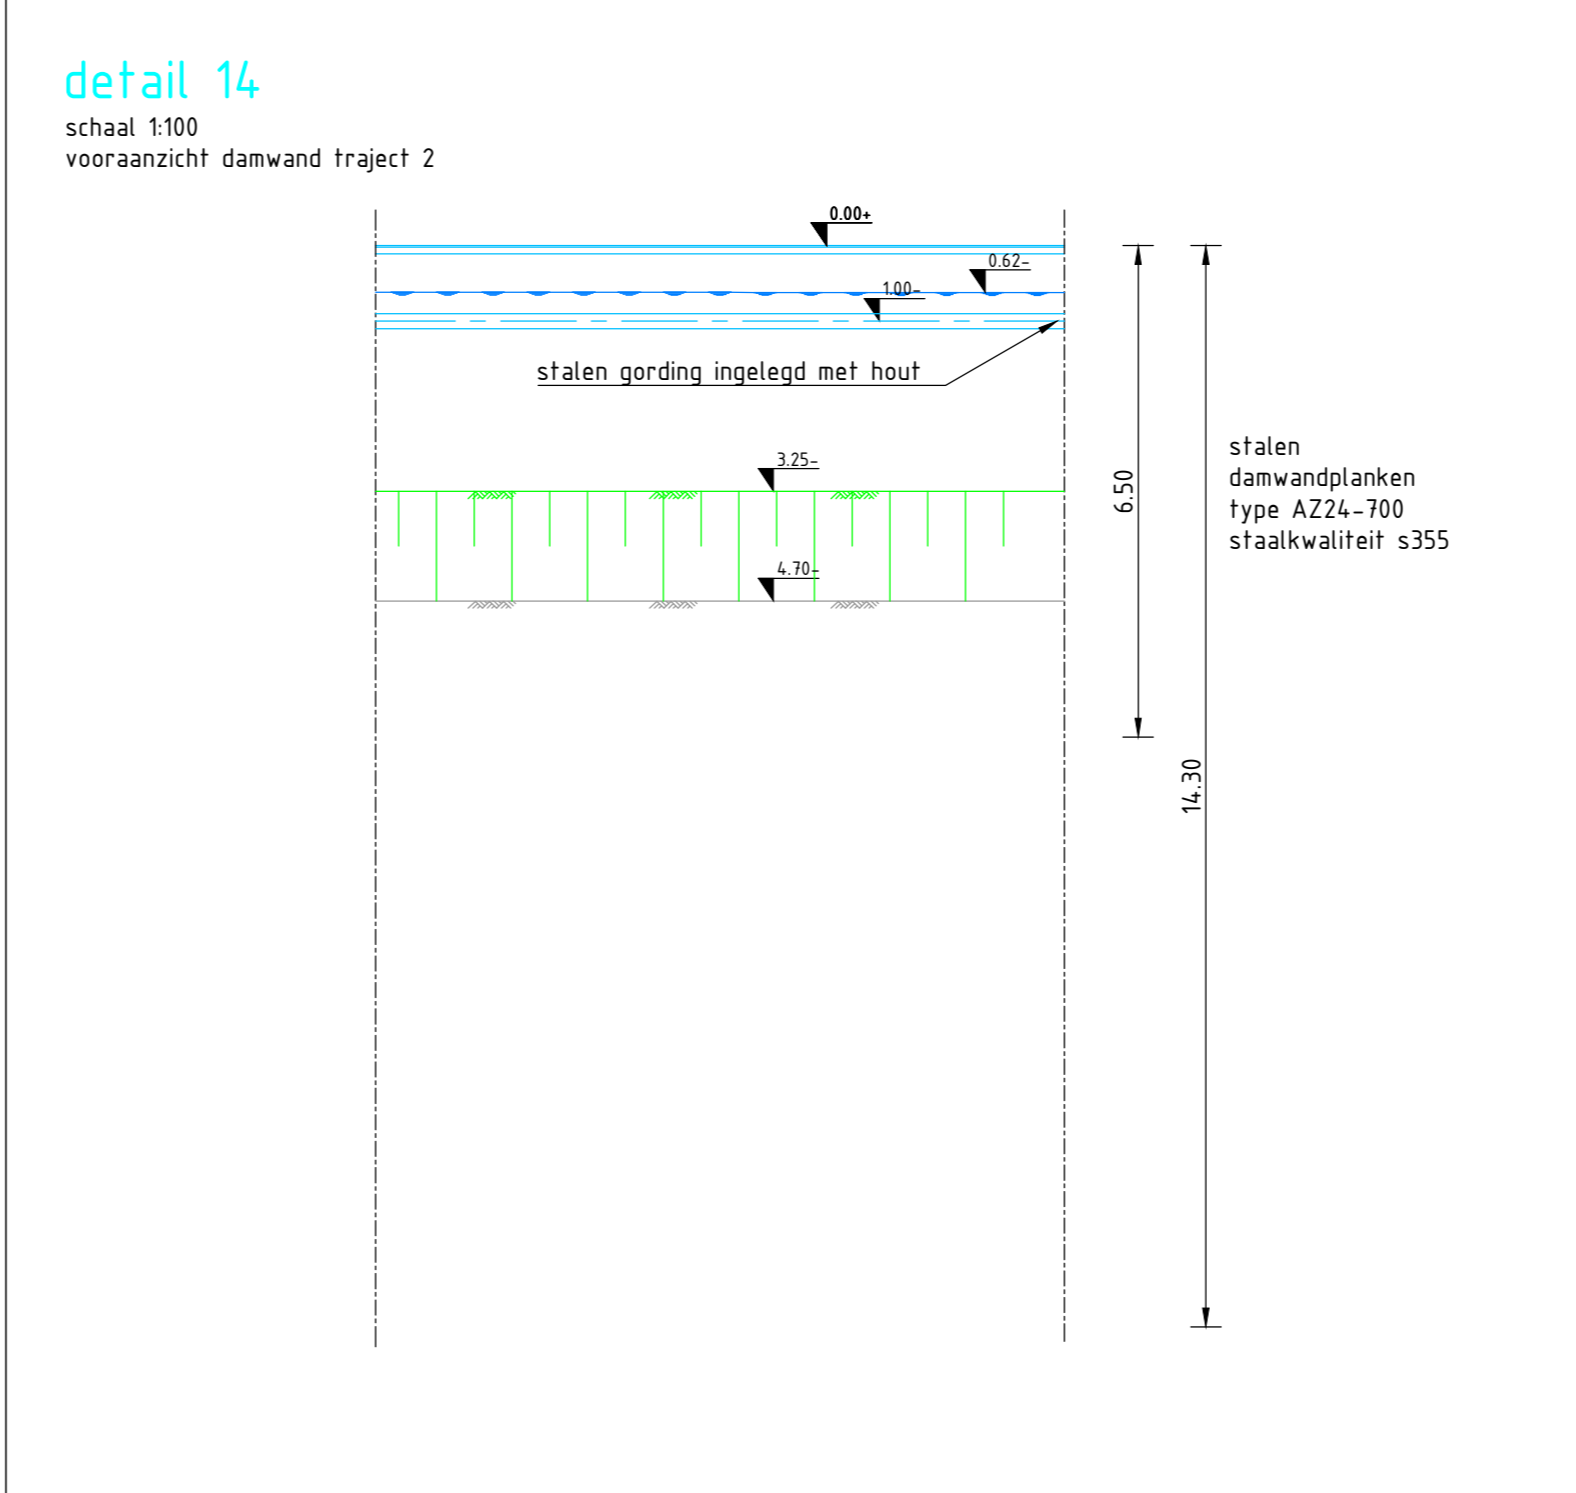 detail 14
schaal 1:100
vooraanzicht damwand traject 2
0.00+
0.62-
1.00-
stalen gording ingelegd met hout
3.25-
4.70-
6.50
14.30
stalen
damwandplanken
type AZ24-700
staalkwaliteit s355